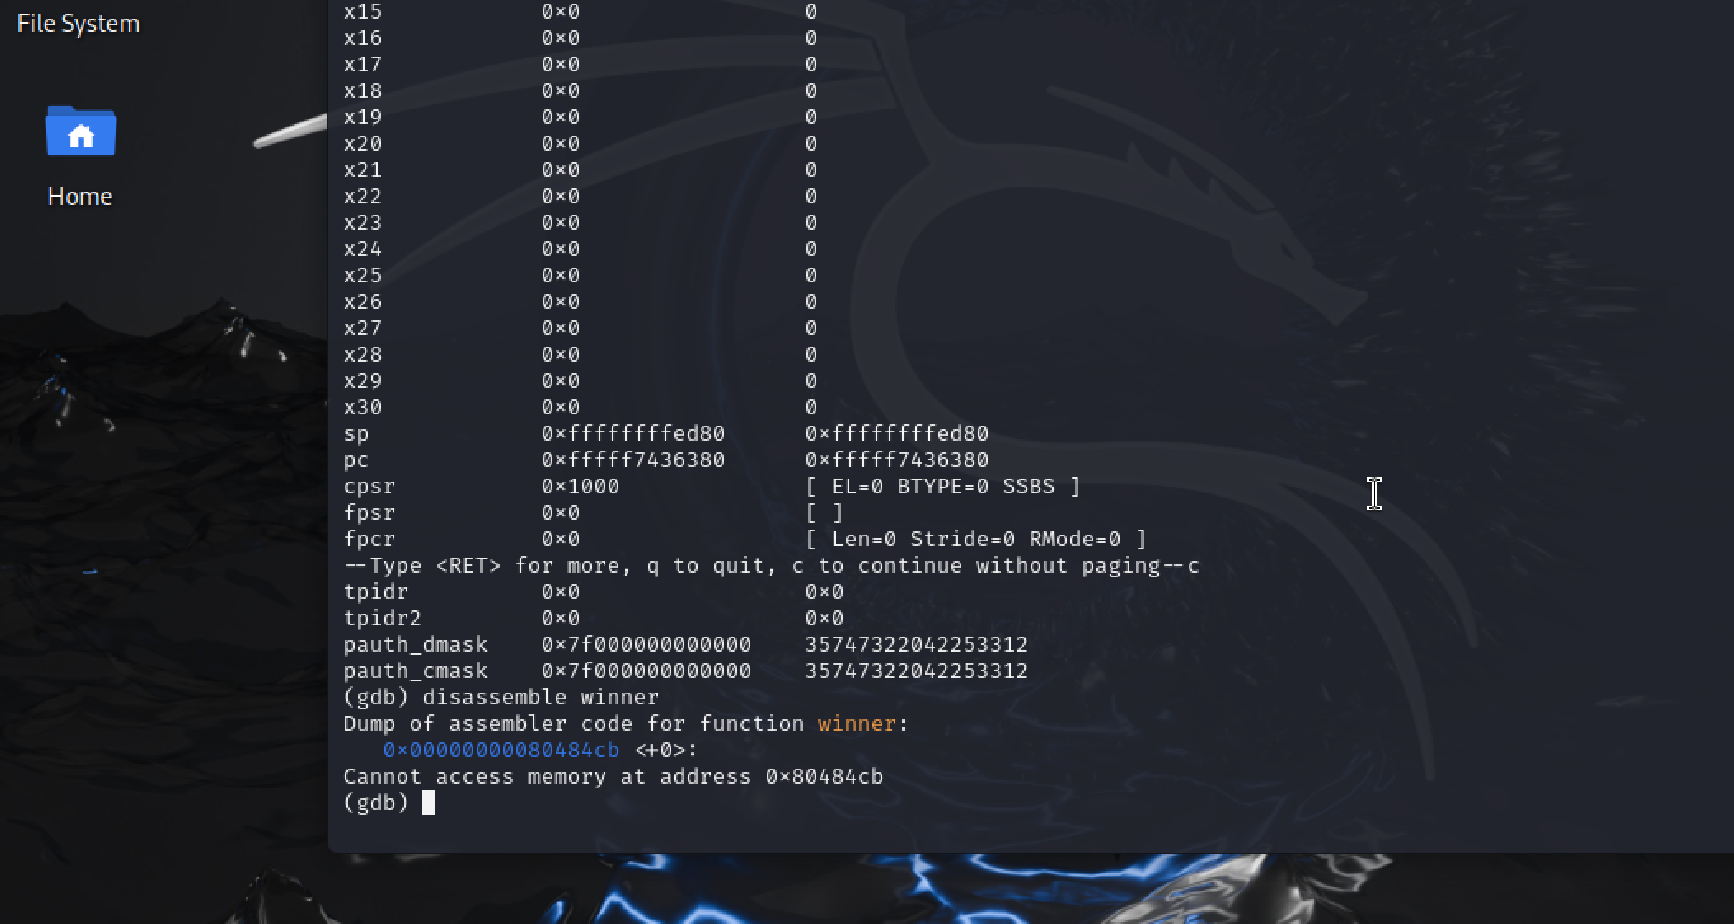 File System
Home
x15 0x0 0
x16 0x0 0
x17 0x0 0
x18 0x0 0
x19 0x0 0
x20 0x0 0
x21 0x0 0
x22 0x0 0
x23 0x0 0
x24 0x0 0
x25 0x0 0
x26 0x0 0
x27 0x0 0
x28 0x0 0
x29 0x0 0
x30 0x0 0
sp 0xffffffffed80 0xffffffffed80
pc 0xfffff7436380 0xfffff7436380
cpsr 0x1000 [ EL=0 BTYPE=0 SSBS ]
fpsr 0x0 [ ]
fpcr 0x0 [ Len=0 Stride=0 RMode=0 ]
--Type <RET> for more, q to quit, c to continue without paging--c
tpidr 0x0 0x0
tpidr2 0x0 0x0
pauth_dmask 0x7f000000000000 35747322042253312
pauth_cmask 0x7f000000000000 35747322042253312
(gdb) disassemble winner
Dump of assembler code for function winner:
0x00000000080484cb <+0>:
Cannot access memory at address 0x80484cb
(gdb)